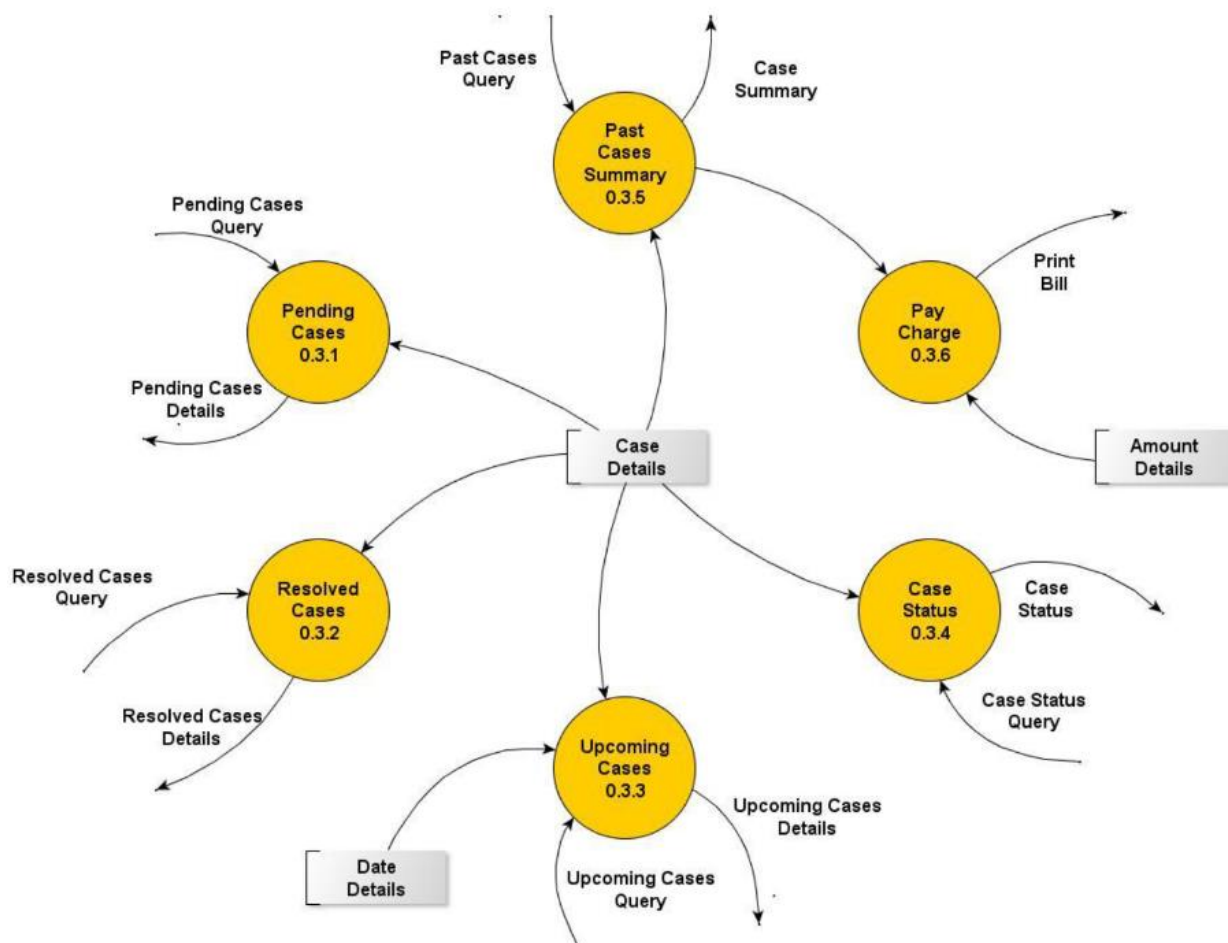 Past Cases
Query
Case
Summary
Past
Cases
Summary
0.3.5
Pending Cases
Query
Print
Bill
Pending
Cases
0.3.1
Pay
Charge
0.3.6
Pending Cases
Details
Case
Details
Amount
Details
Resolved Cases
Query
Resolved
Cases
0.3.2
Case
Status
0.3.4
Case
Status
Resolved Cases
Details
Case Status
Query
Upcoming
Cases
0.3.3
Upcoming Cases
Details
Date
Details
Upcoming Cases
Query